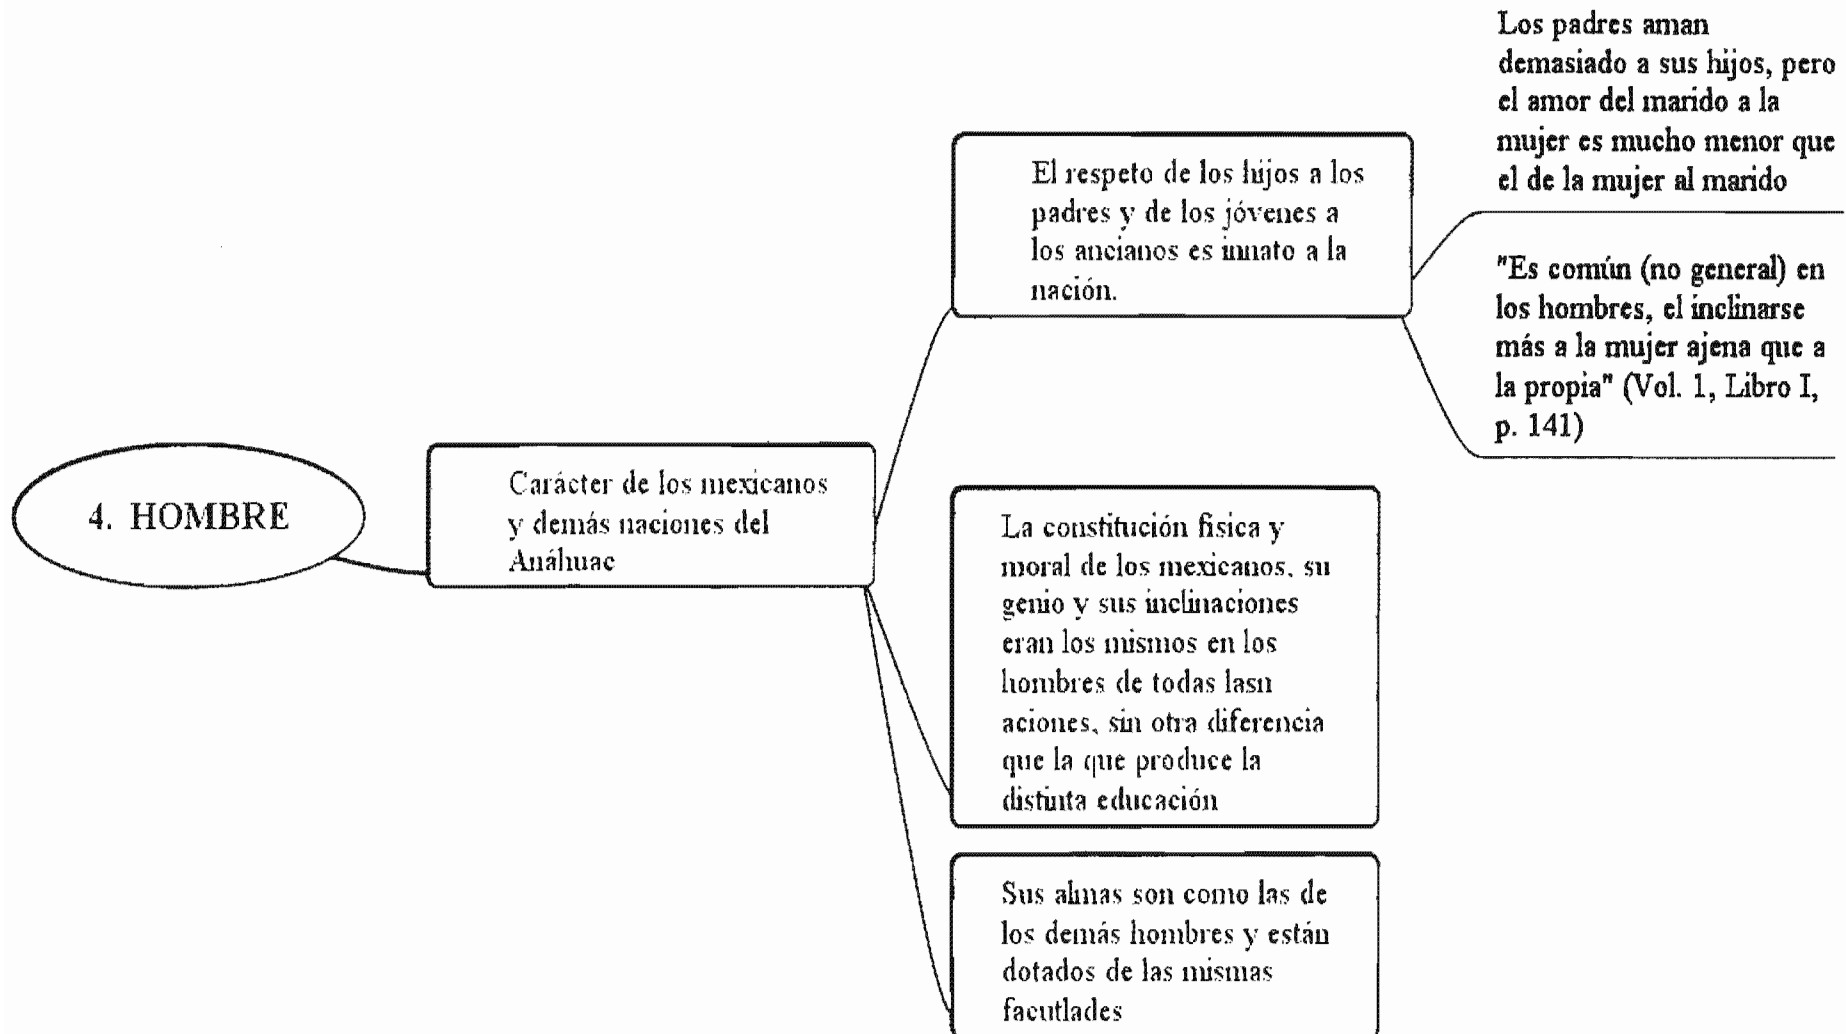 4. HOMBRE
Carácter de los mexicanos
y demás naciones del
Análhuac
El respeto de los hijos a los
padres y de los jóvenes a
los ancianos es innato a la
nación.
Los padres aman
demasiado a sus hijos, pero
el amor del marido a la
mujer es mucho menor que
el de la mujer al marido
"Es común (no general) en
los hombres, el inclinarse
más a la mujer ajena que a
la propia" (Vol. 1, Libro I,
p. 141)
La constitución física y
moral de los mexicanos, su
genio y sus inclinaciones
eran los mismos en los
hombres de todas lasn
aciones, sin otra diferencia
que la que produce la
distinta educación
Sus almas son como las de
los demás hombres y están
dotados de las mismas
facutlades